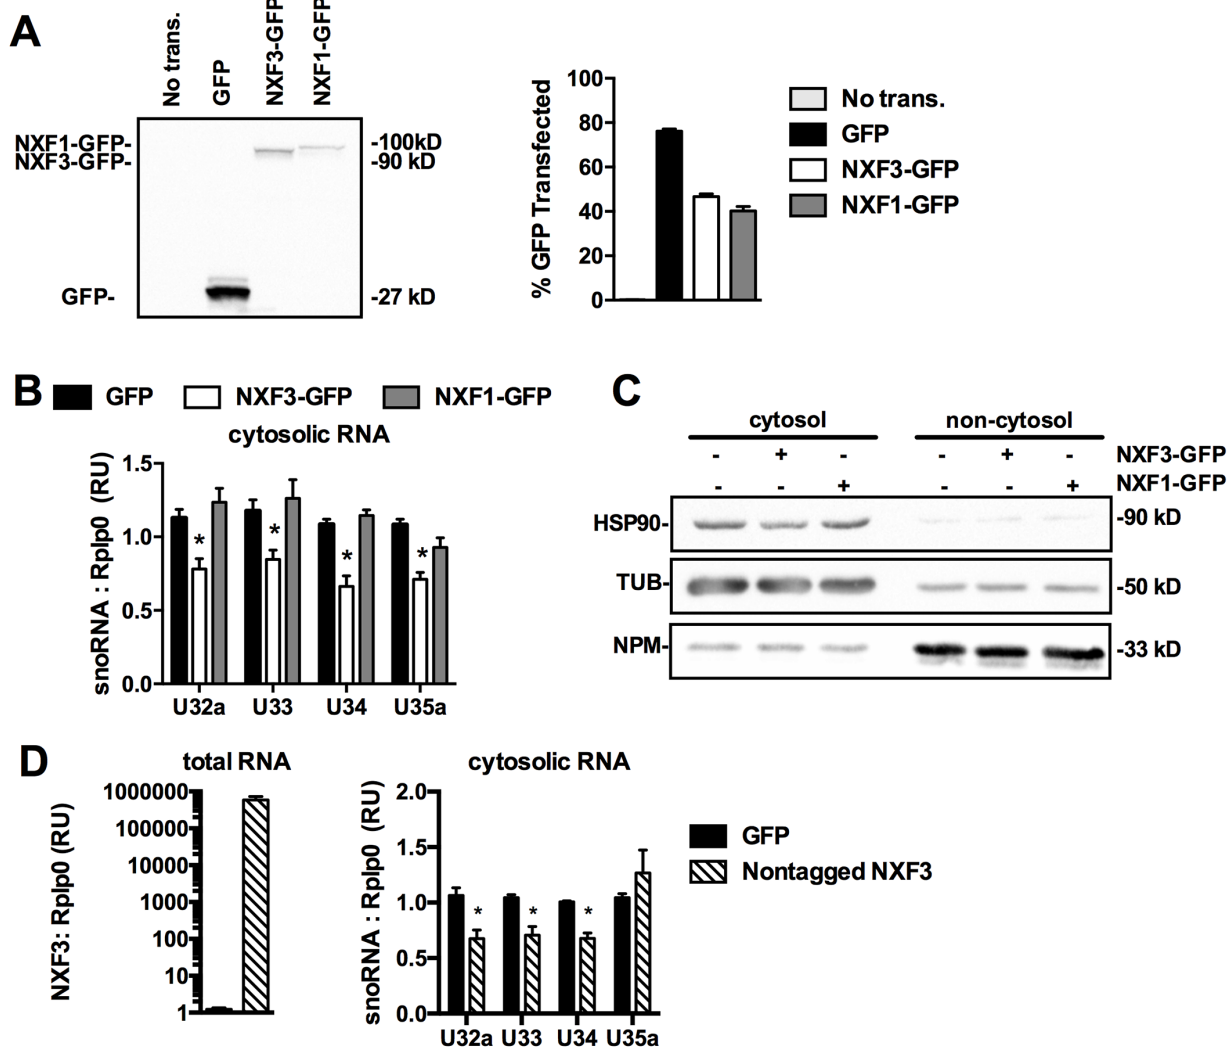 A
No trans.
GFP
NXF3-GFP
NXF1-GFP
NXF1-GFP-
NXF3-GFP-
GFP-
-100kD
-90 kD
-27 kD
% GFP Transfected
100
80
60
40
20
0
No trans.
GFP
NXF3-GFP
NXF1-GFP
B
GFP
NXF3-GFP
NXF1-GFP
cytosolic RNA
snoRNA : Rplp0 (RU)
1.5
1.0
0.5
0.0
* * * *
U32a U33 U34 U35a
C
cytosol
non-cytosol
- + - - + - NXF3-GFP
- - + - - + NXF1-GFP
HSP90- -90 kD
TUB- -50 kD
NPM- -33 kD
D
total RNA
NXF3: Rplp0 (RU)
1000000
100000
10000
1000
100
10
1
cytosolic RNA
snoRNA : Rplp0 (RU)
2.0
1.5
1.0
0.5
0.0
* * *
U32a U33 U34 U35a
GFP
Nontagged NXF3